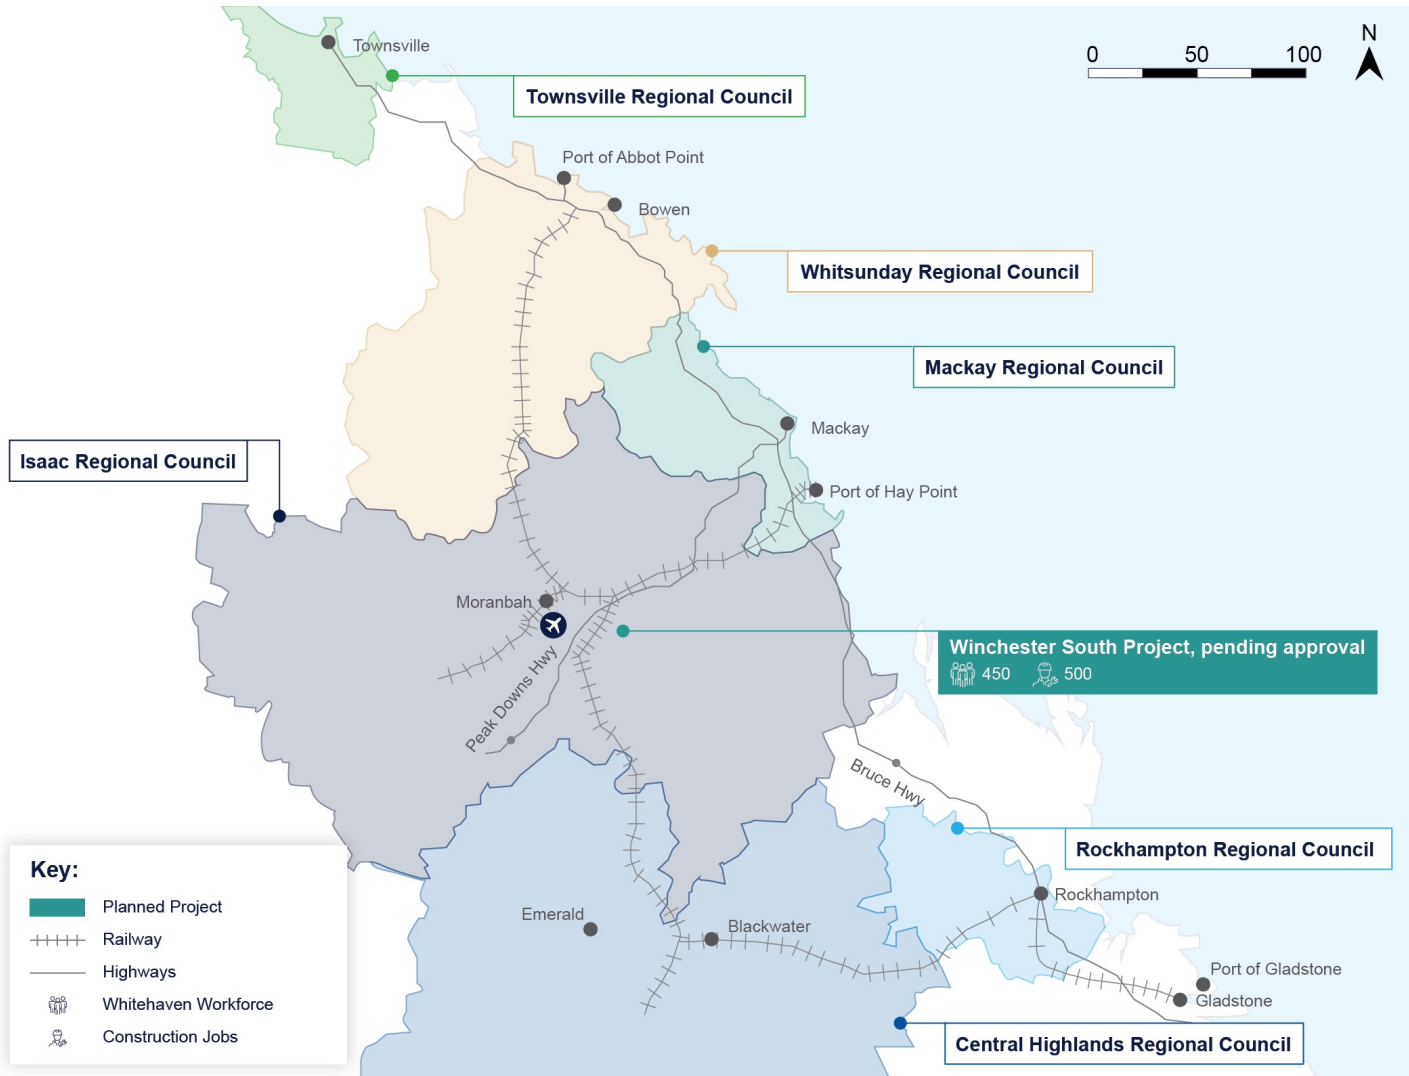 Townsville
0 50 100
N
Townsville Regional Council
Port of Abbot Point
Bowen
Whitsunday Regional Council
Mackay Regional Council
Mackay
Isaac Regional Council
Port of Hay Point
Moranbah
Winchester South Project, pending approval
450 500
Peak Downs Hwy
Bruce Hwy
Rockhampton Regional Council
Key:
Planned Project
Railway
Highways
Whitehaven Workforce
Construction Jobs
Rockhampton
Emerald
Blackwater
Port of Gladstone
Gladstone
Central Highlands Regional Council